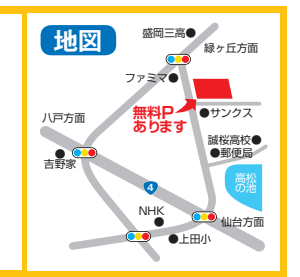 地図
盛岡三高
緑ヶ丘方面
ファミマ
無料P
あります
サンクス
八戸方面
誠桜高校
郵便局
吉野家
高松
の池
4
NHK
仙台方面
上田小